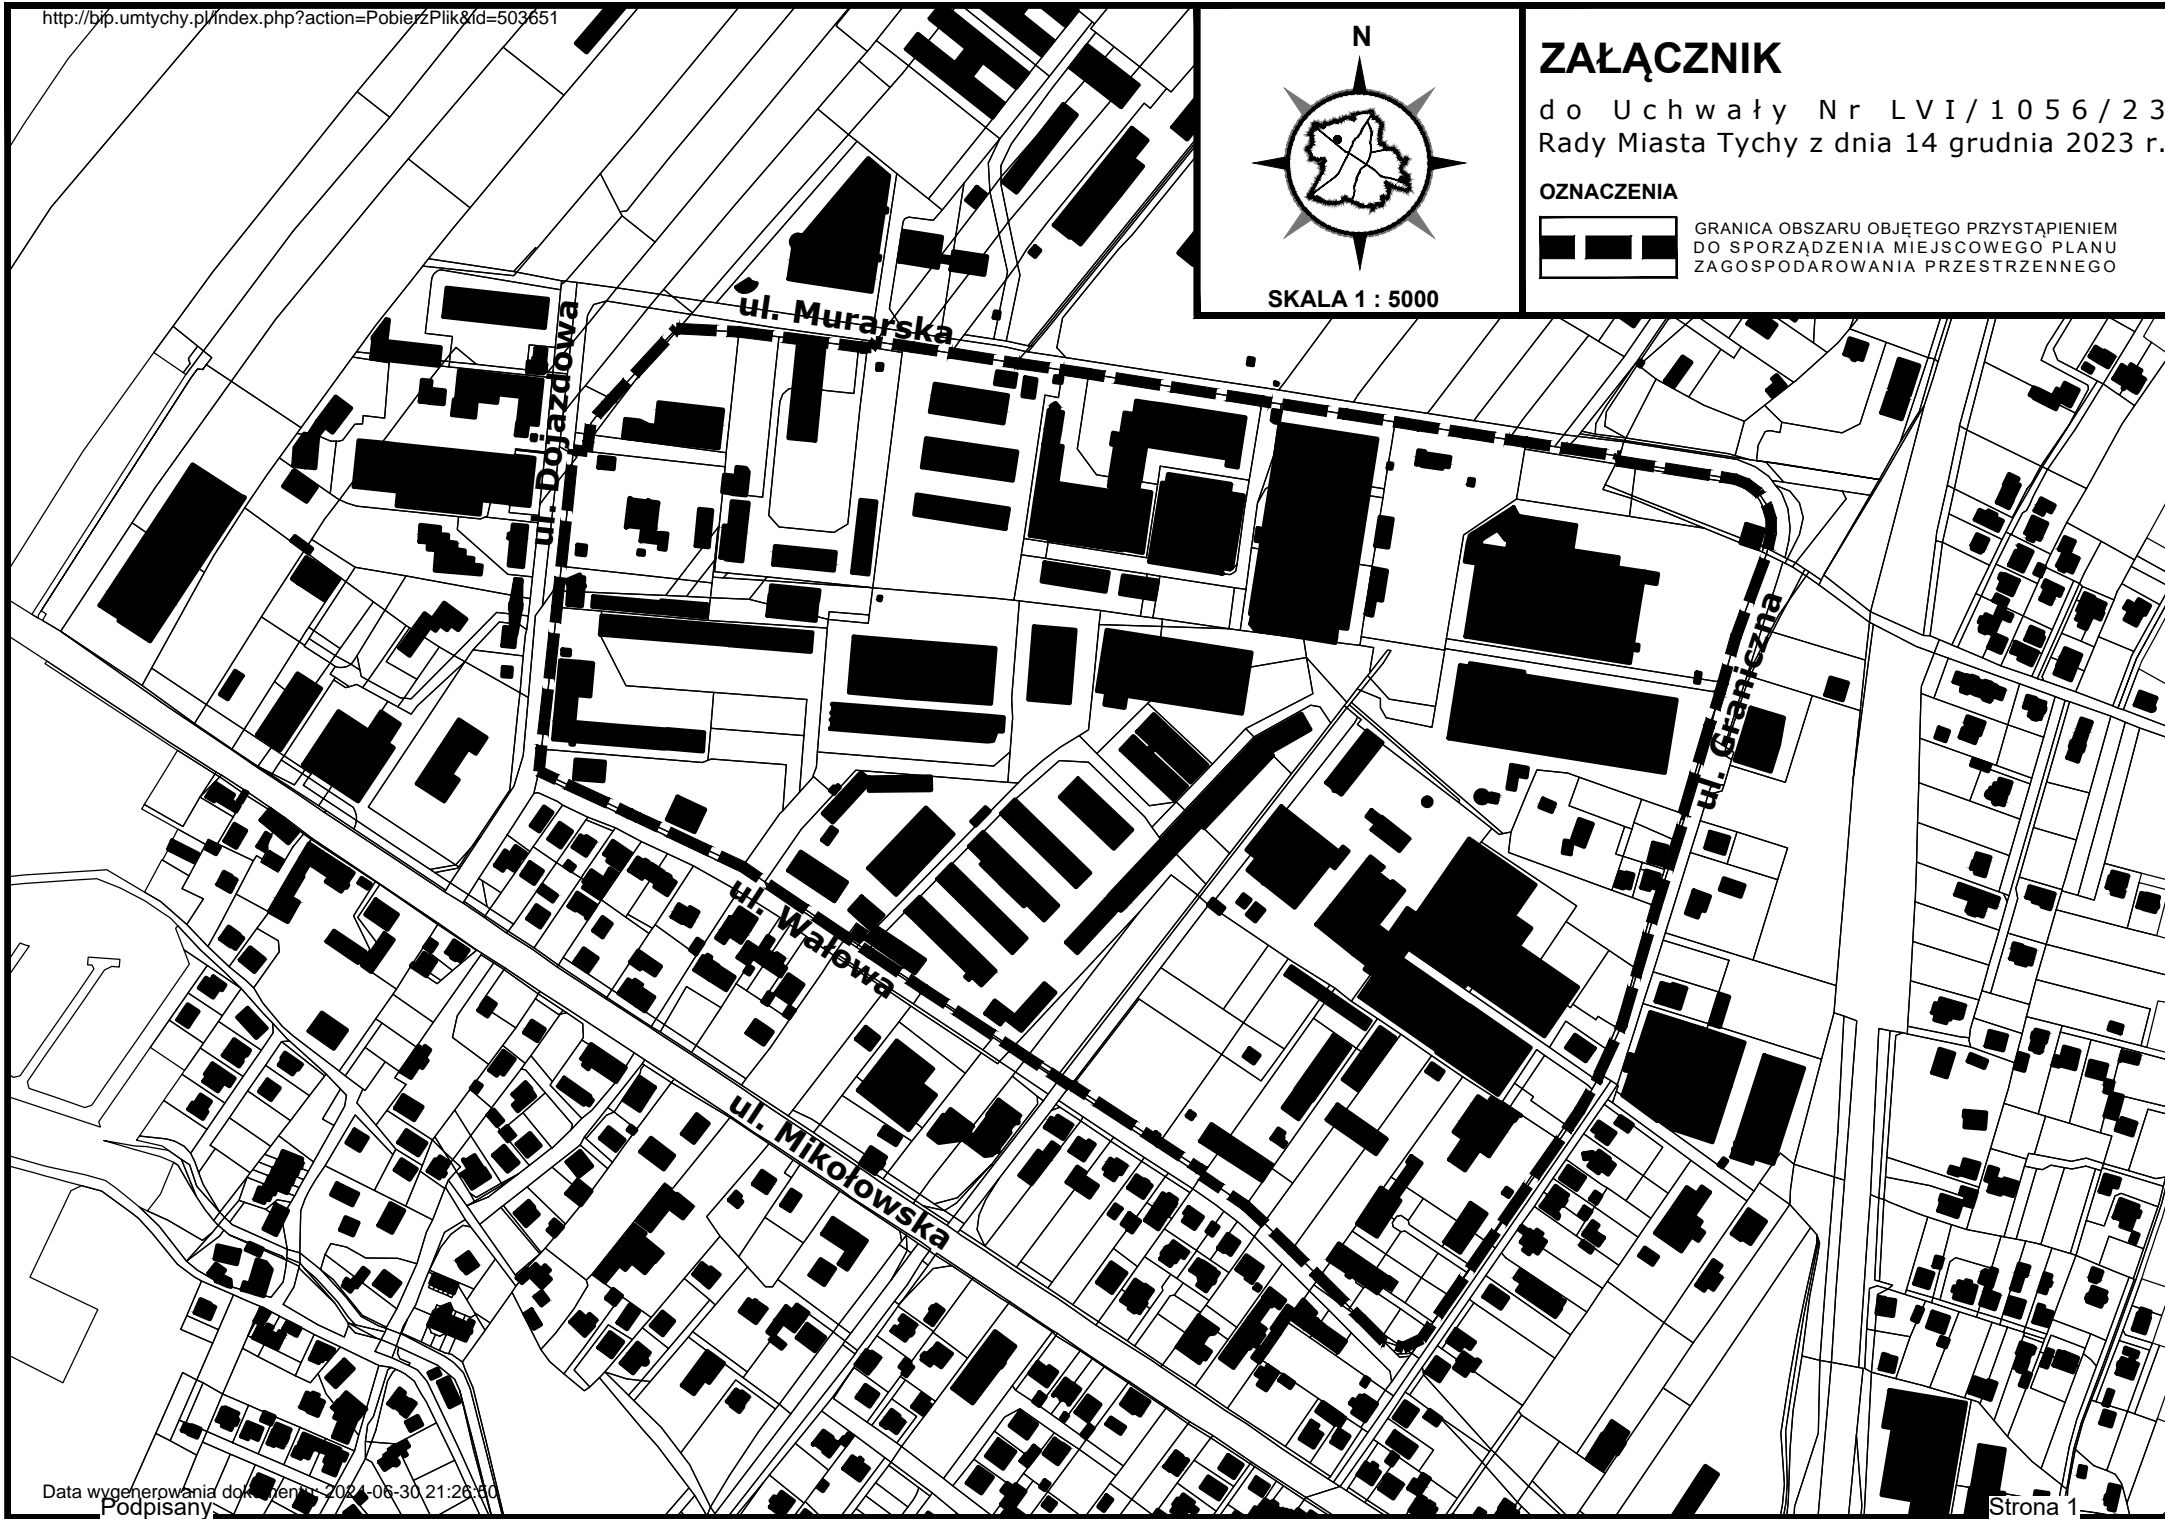 http://bip.umtychy.pl/index.php?action=PobierzPlik&id=503651
N
SKALA 1 : 5000
ZAŁĄCZNIK
do Uchwały Nr LVI/1056/23
Rady Miasta Tychy z dnia 14 grudnia 2023 r.
OZNACZENIA
GRANICA OBSZARU OBJĘTEGO PRZYSTĄPIENIEM
DO SPORZĄDZENIA MIEJSCOWEGO PLANU
ZAGOSPODAROWANIA PRZESTRZENNEGO
ul. Murarska
ul. Dojazdowa
ul. Graniczna
ul. Wałowa
ul. Mikołowska
Data wygenerowania dokumentu: 2024-06-30 21:26:50
Podpisany
Strona 1